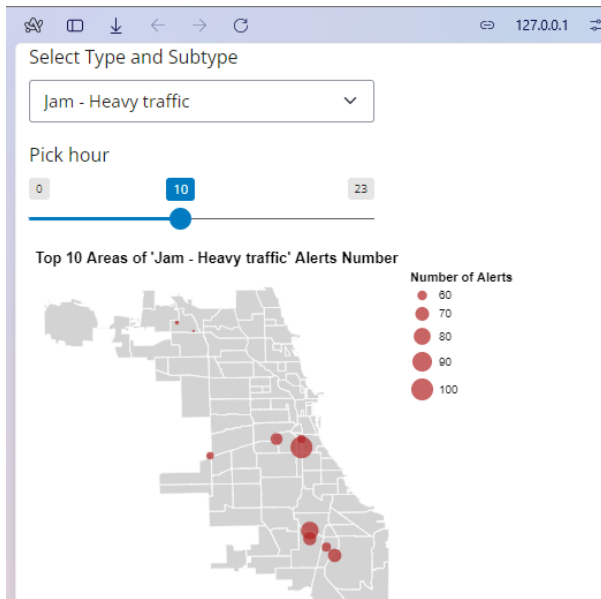 127.0.0.1
Select Type and Subtype
Jam - Heavy traffic
Pick hour
0 10 23
Top 10 Areas of 'Jam - Heavy traffic' Alerts Number
Number of Alerts
60
70
80
90
100